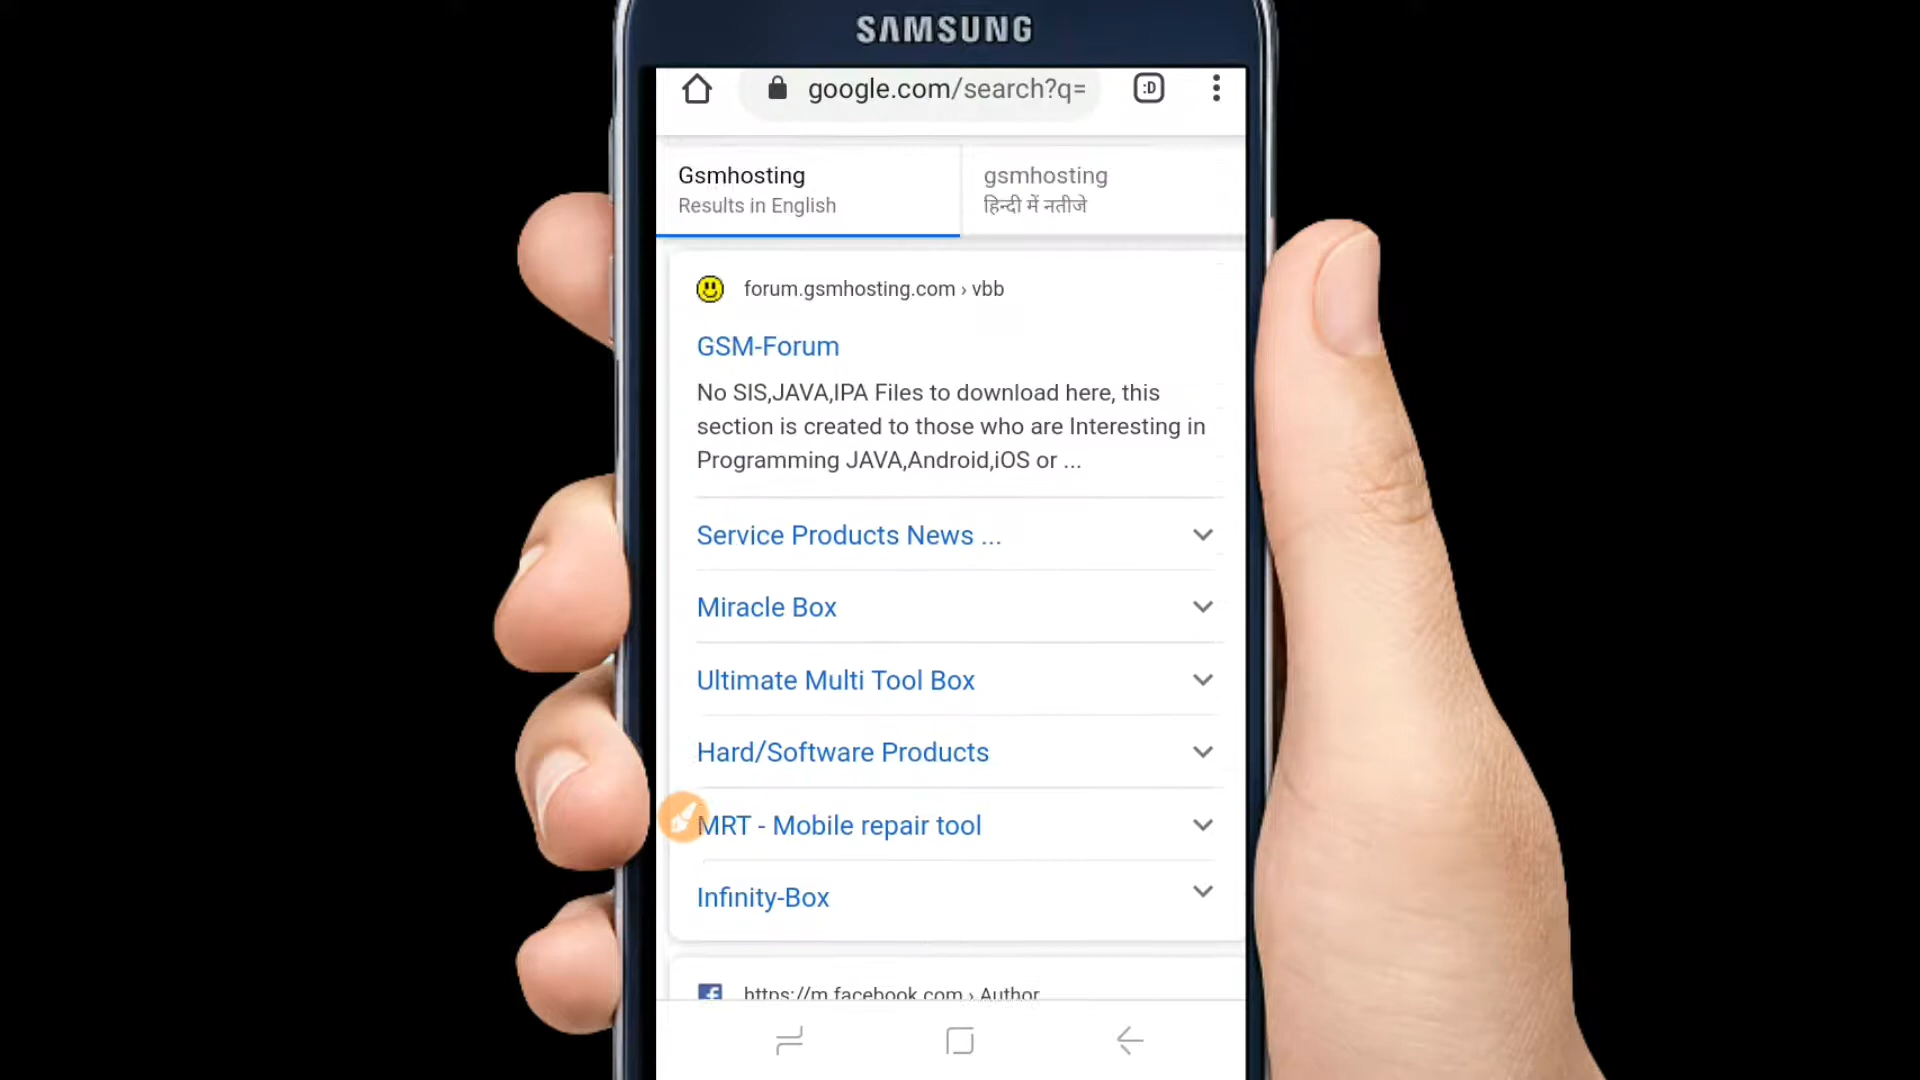 SAMSUNG
google.com/search?q=
:D
Gsmhosting
Results in English
gsmhosting
हिन्दी में नतीजे
forum.gsmhosting.com › vbb
GSM-Forum
No SIS,JAVA,IPA Files to download here, this
section is created to those who are Interesting in
Programming JAVA,Android,iOS or ...
Service Products News ...
Miracle Box
Ultimate Multi Tool Box
Hard/Software Products
MRT - Mobile repair tool
Infinity-Box
https://m.facebook.com › Author